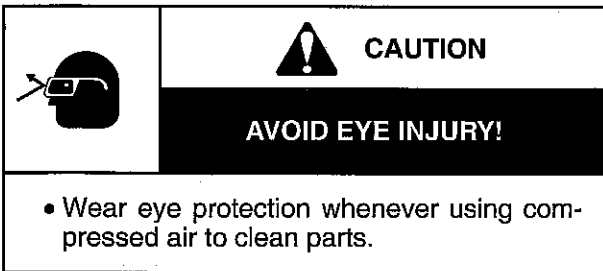 CAUTION
AVOID EYE INJURY!
• Wear eye protection whenever using com-
pressed air to clean parts.